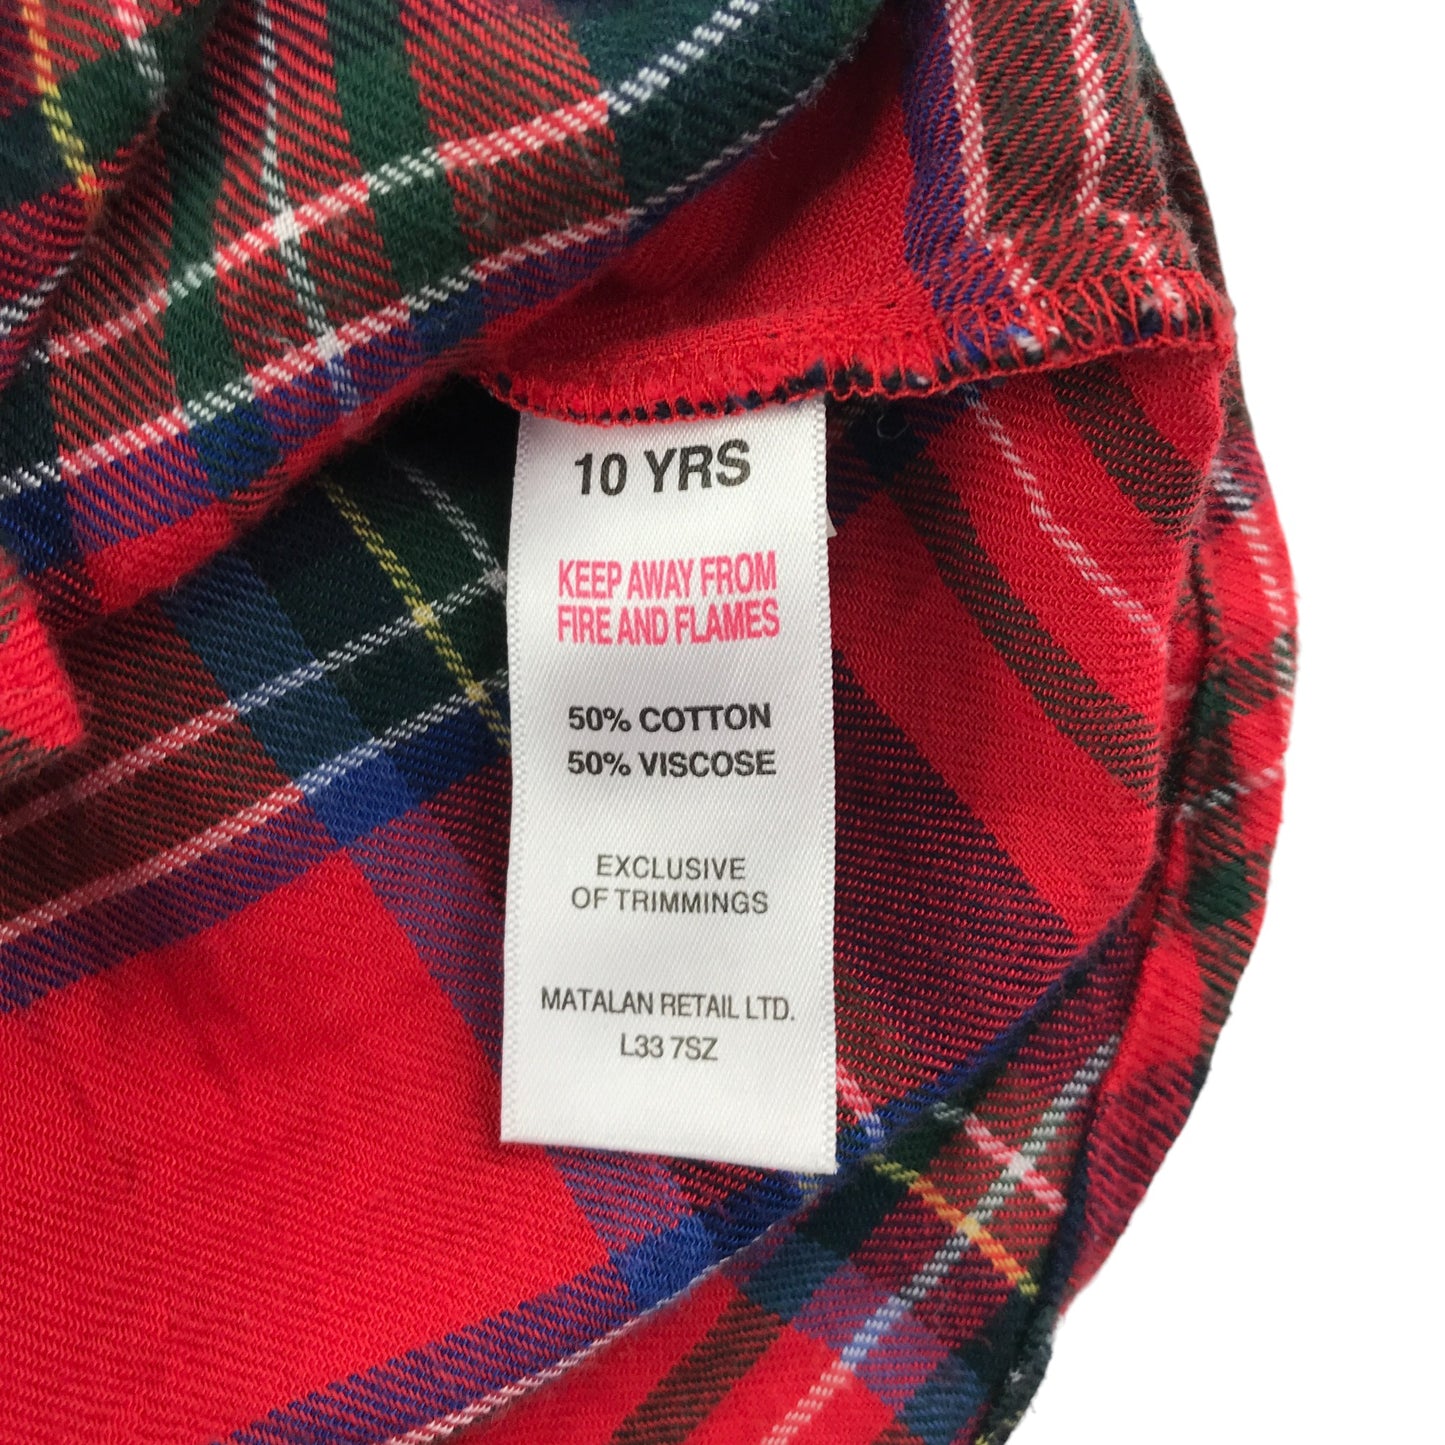 10 YRS
KEEP AWAY FROM
FIRE AND FLAMES
50% COTTON
50% VISCOSE
EXCLUSIVE
OF TRIMMINGS
MATALAN RETAIL LTD.
L33 7SZ